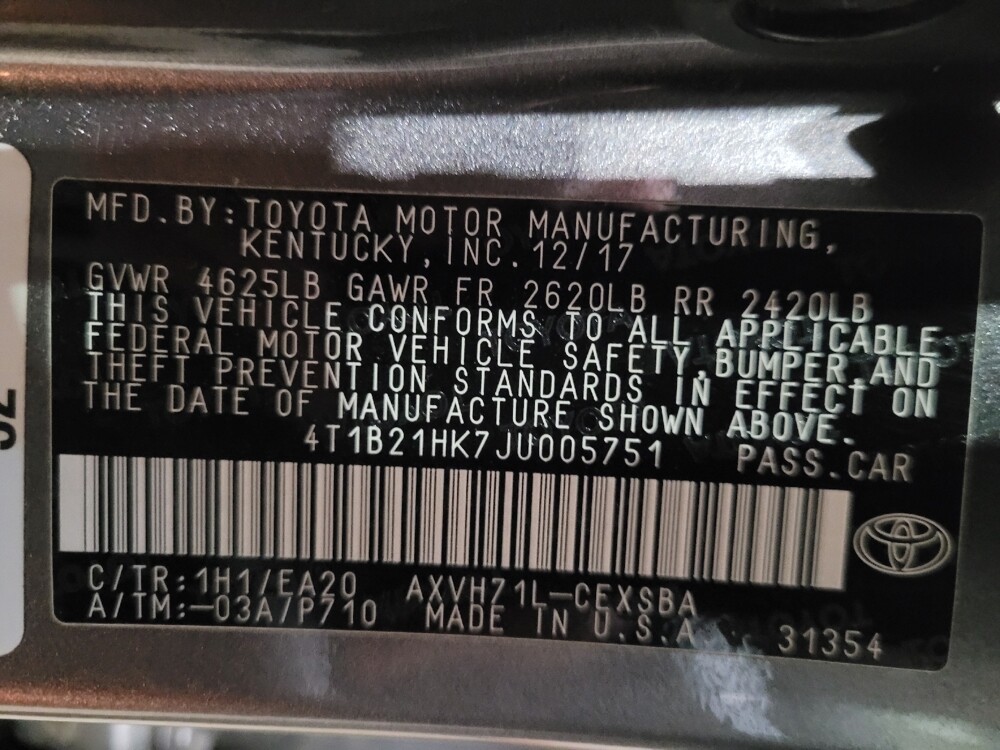 MFD.BY:TOYOTA MOTOR MANUFACTURING,
KENTUCKY, INC. 12/17
GVWR 4625LB GAWR FR 2620LB RR 2420LB
THIS VEHICLE CONFORMS TO ALL APPLICABLE
FEDERAL MOTOR VEHICLE SAFETY,BUMPER,AND
THEFT PREVENTION STANDARDS IN EFFECT ON
THE DATE OF MANUFACTURE SHOWN ABOVE.
4T1B21HK7JU005751 PASS.CAR
C/TR:1H1/EA20 AXVH71L-CEXSBA
A/TM:-03A/P710 MADE IN U.S.A 31354